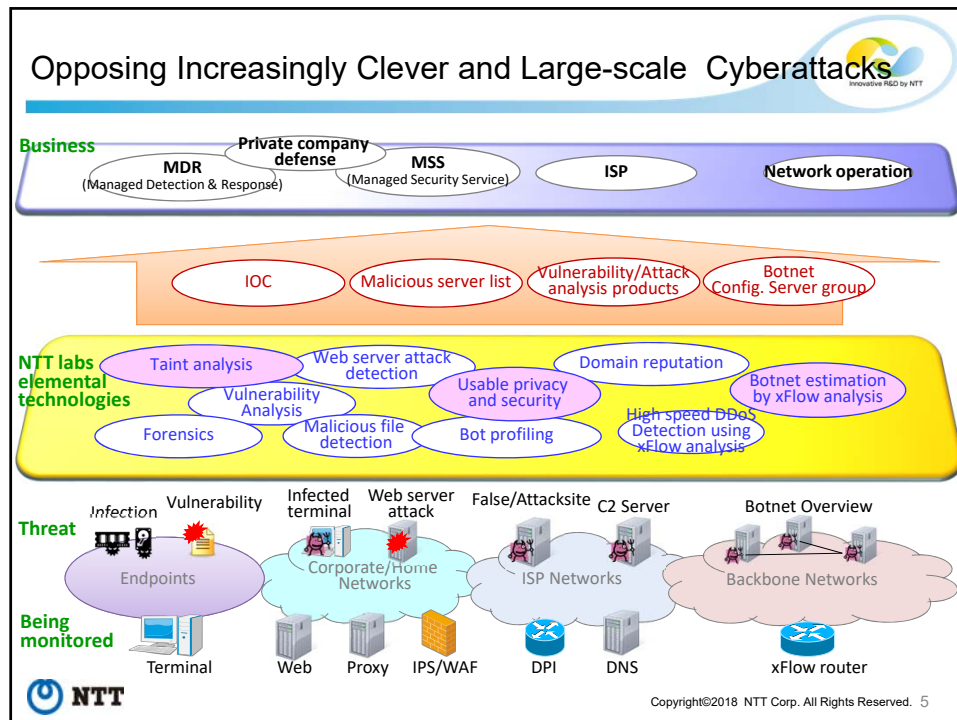 Opposing Increasingly Clever and Large-scale Cyberattacks
Innovative R&D by NTT
Business
Private company
defense
MDR
(Managed Detection & Response)
MSS
(Managed Security Service)
ISP
Network operation
IOC
Malicious server list
Vulnerability/Attack
analysis products
Botnet
Config. Server group
NTT labs
elemental
technologies
Taint analysis
Web server attack
detection
Domain reputation
Usable privacy
and security
Botnet estimation
by xFlow analysis
Vulnerability
Analysis
Forensics
Malicious file
detection
Bot profiling
High speed DDoS
Detection using
xFlow analysis
Threat
Infection
Vulnerability
Infected
terminal
Web server
attack
False/Attacksite
C2 Server
Botnet Overview
Endpoints
Corporate/Home
Networks
ISP Networks
Backbone Networks
Being
monitored
Terminal
Web
Proxy
IPS/WAF
DPI
DNS
xFlow router
NTT
Copyright©2018 NTT Corp. All Rights Reserved. 5